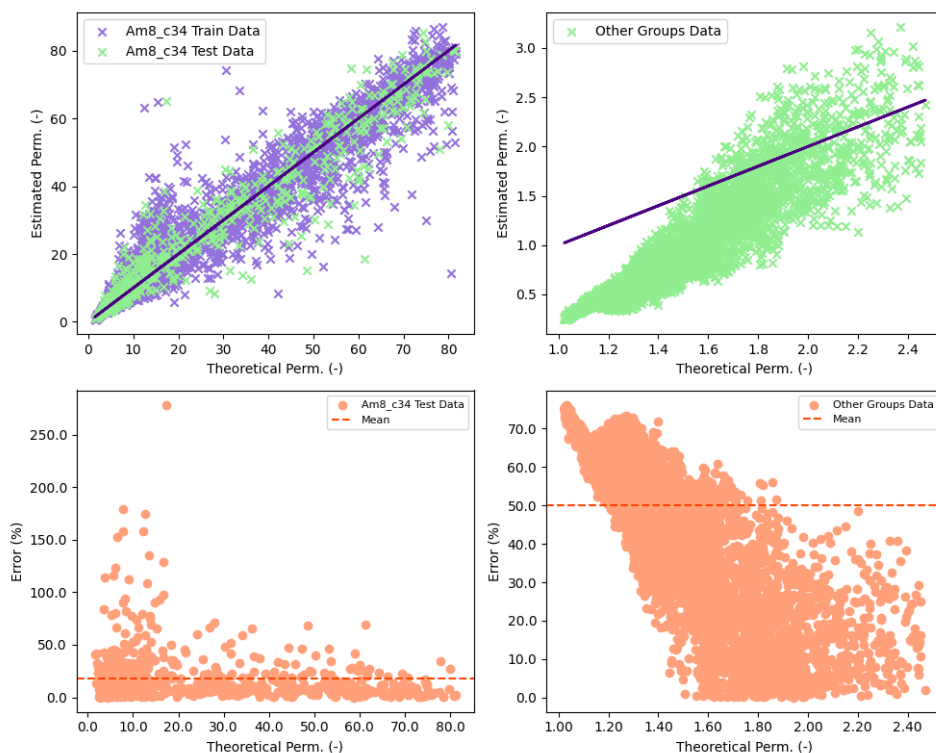 Am8_c34 Train Data
Am8_c34 Test Data
Estimated Perm. (-)
80
60
40
20
0
0 10 20 30 40 50 60 70 80
Theoretical Perm. (-)
Other Groups Data
Estimated Perm. (-)
3.0
2.5
2.0
1.5
1.0
0.5
1.0 1.2 1.4 1.6 1.8 2.0 2.2 2.4
Theoretical Perm. (-)
Am8_c34 Test Data
Mean
Error (%)
250.0
200.0
150.0
100.0
50.0
0.0
0.0 10.0 20.0 30.0 40.0 50.0 60.0 70.0 80.0
Theoretical Perm. (-)
Other Groups Data
Mean
Error (%)
70.0
60.0
50.0
40.0
30.0
20.0
10.0
0.0
1.00 1.20 1.40 1.60 1.80 2.00 2.20 2.40
Theoretical Perm. (-)